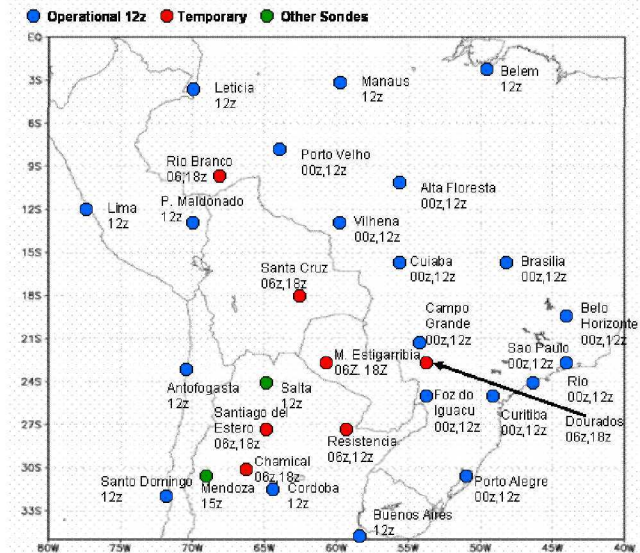 Operational 12z Temporary Other Sondes
EQ
3S
6S
9S
12S
15S
18S
21S
24S
27S
30S
33S
Leticia
12z
Manaus
12z
Belem
12z
Porto Velho
00z,12z
Rio Branco
06,18z
Alta Floresta
00z,12z
Lima
12z
P. Maldonado
12z
Vilhena
00z,12z
Cuiaba
00z,12z
Brasilia
00z,12z
Santa Cruz
06z,18z
Campo
Grande
00z,12z
Belo
Horizonte
00z,12z
M. Estigarribia
06Z. 18Z
Sao Paulo
00z,12z
Rio
00z,12z
Antofogasta
12z
Salta
12z
Foz do
Iguacu
00z,12z
Curitiba
00z,12z
Dourados
06z,18z
Santiago del
Estero
06z,18z
Resistencia
06z,12z
Chamical
06z,18z
Santo Domingo
12z
Mendoza
15z
Cordoba
12z
Porto Alegre
00z,12z
Buenos Aires
12z
80W 75W 70W 65W 60W 55W 50W 45W 40W